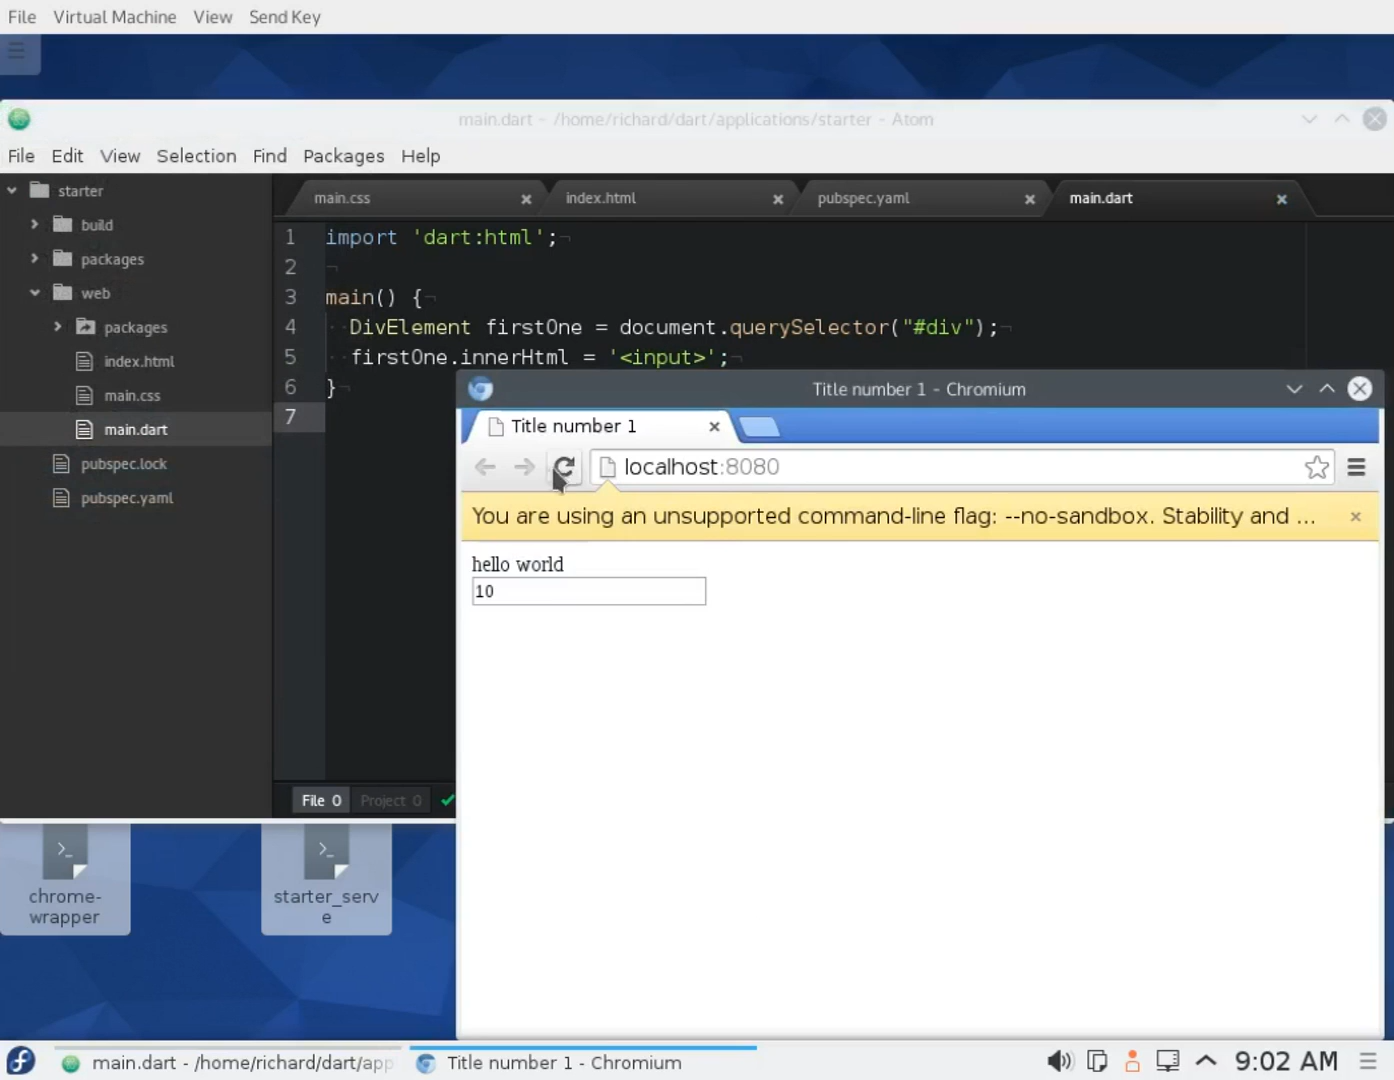 File Virtual Machine View Send Key
main.dart - /home/richard/dart/applications/starter - Atom
File Edit View Selection Find Packages Help
starter
build
packages
web
packages
index.html
main.css
main.dart
pubspec.lock
pubspec.yaml
main.css index.html pubspec.yaml main.dart
1 import 'dart:html';
2
3 main() {
4 DivElement firstOne = document.querySelector("#div");
5 firstOne.innerHtml = '<input>';
6 }
7
File 0 Project 0
Title number 1 - Chromium
Title number 1
localhost:8080
You are using an unsupported command-line flag: --no-sandbox. Stability and ...
hello world
10
chrome-
wrapper
starter_serv
e
main.dart - /home/richard/dart/app
Title number 1 - Chromium
9:02 AM